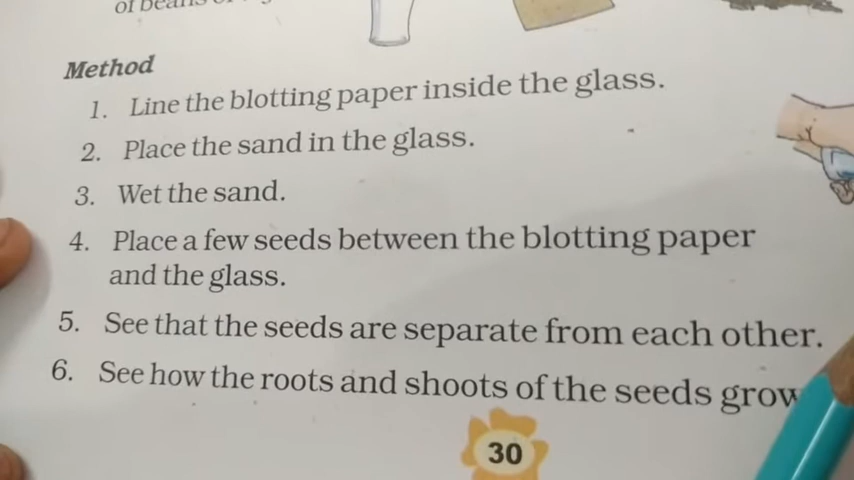 of beans
Method
1. Line the blotting paper inside the glass.
2. Place the sand in the glass.
3. Wet the sand.
4. Place a few seeds between the blotting paper
and the glass.
5. See that the seeds are separate from each other.
6. See how the roots and shoots of the seeds grow
30